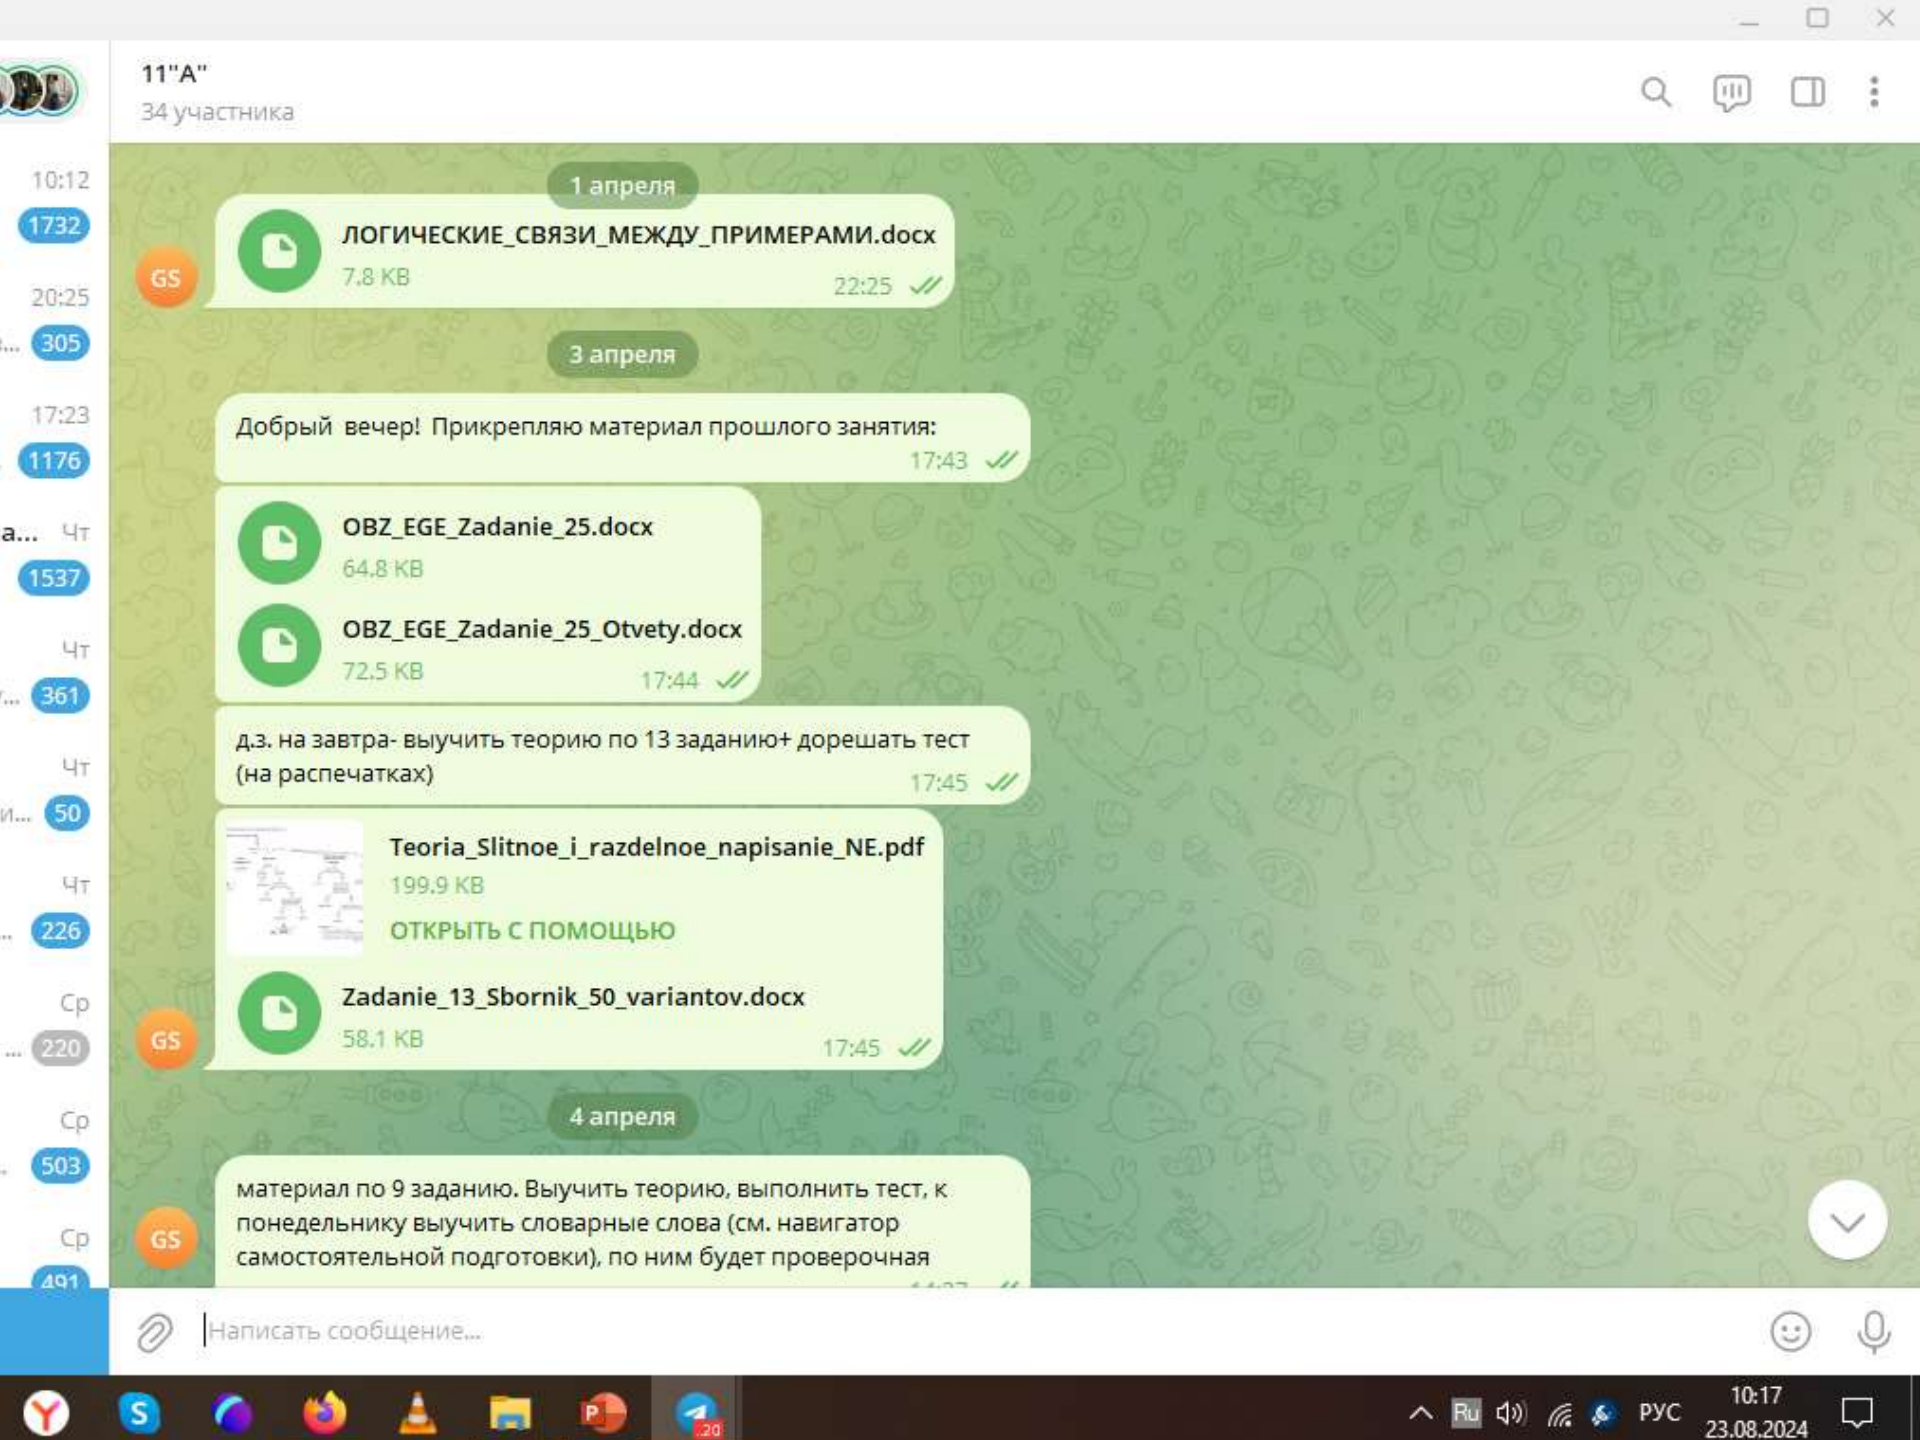 11"А"
34 участника
10:12
1732
20:25
305
17:23
1176
а... Чт
1537
Чт
361
Чт
и... 50
Чт
226
Ср
220
Ср
503
Ср
491
1 апреля
ЛОГИЧЕСКИЕ_СВЯЗИ_МЕЖДУ_ПРИМЕРАМИ.docx
7.8 KB
22:25
GS
3 апреля
Добрый вечер! Прикрепляю материал прошлого занятия:
17:43
OBZ_EGE_Zadanie_25.docx
64.8 KB
OBZ_EGE_Zadanie_25_Otvety.docx
72.5 KB
17:44
д.з. на завтра- выучить теорию по 13 заданию+ дорешать тест
(на распечатках)
17:45
Teoria_Slitnoe_i_razdelnoe_napisanie_NE.pdf
199.9 KB
ОТКРЫТЬ С ПОМОЩЬЮ
Zadanie_13_Sbornik_50_variantov.docx
58.1 KB
17:45
GS
4 апреля
материал по 9 заданию. Выучить теорию, выполнить тест, к
понедельнику выучить словарные слова (см. навигатор
самостоятельной подготовки), по ним будет проверочная
GS
Написать сообщение...
20
Ru
РУС
10:17
23.08.2024